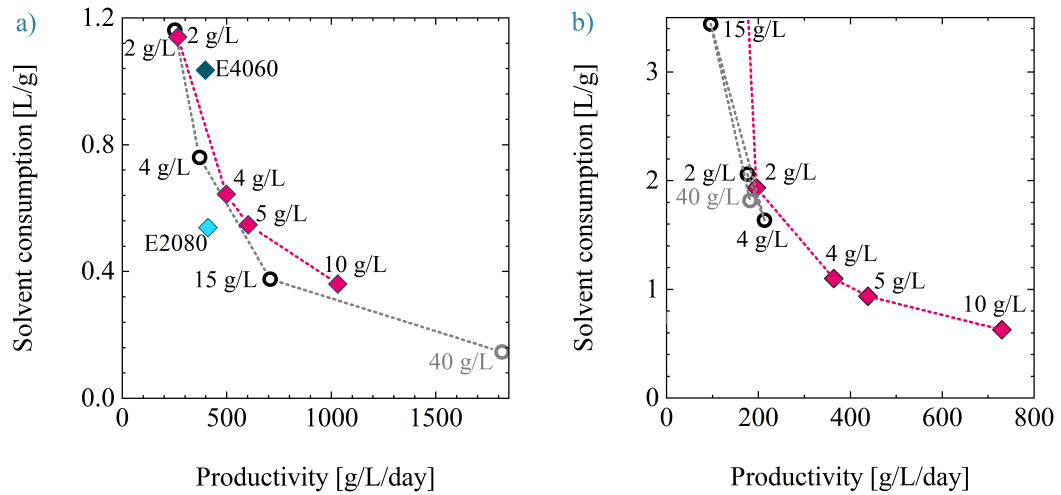 a)
1.2
0.8
0.4
0.0
Solvent consumption [L/g]
2 g/L
2 g/L
E4060
4 g/L
4 g/L
5 g/L
E2080
15 g/L
10 g/L
40 g/L
0
500
1000
1500
Productivity [g/L/day]
b)
3
2
1
0
Solvent consumption [L/g]
15 g/L
2 g/L
2 g/L
40 g/L
4 g/L
4 g/L
5 g/L
10 g/L
0
200
400
600
800
Productivity [g/L/day]